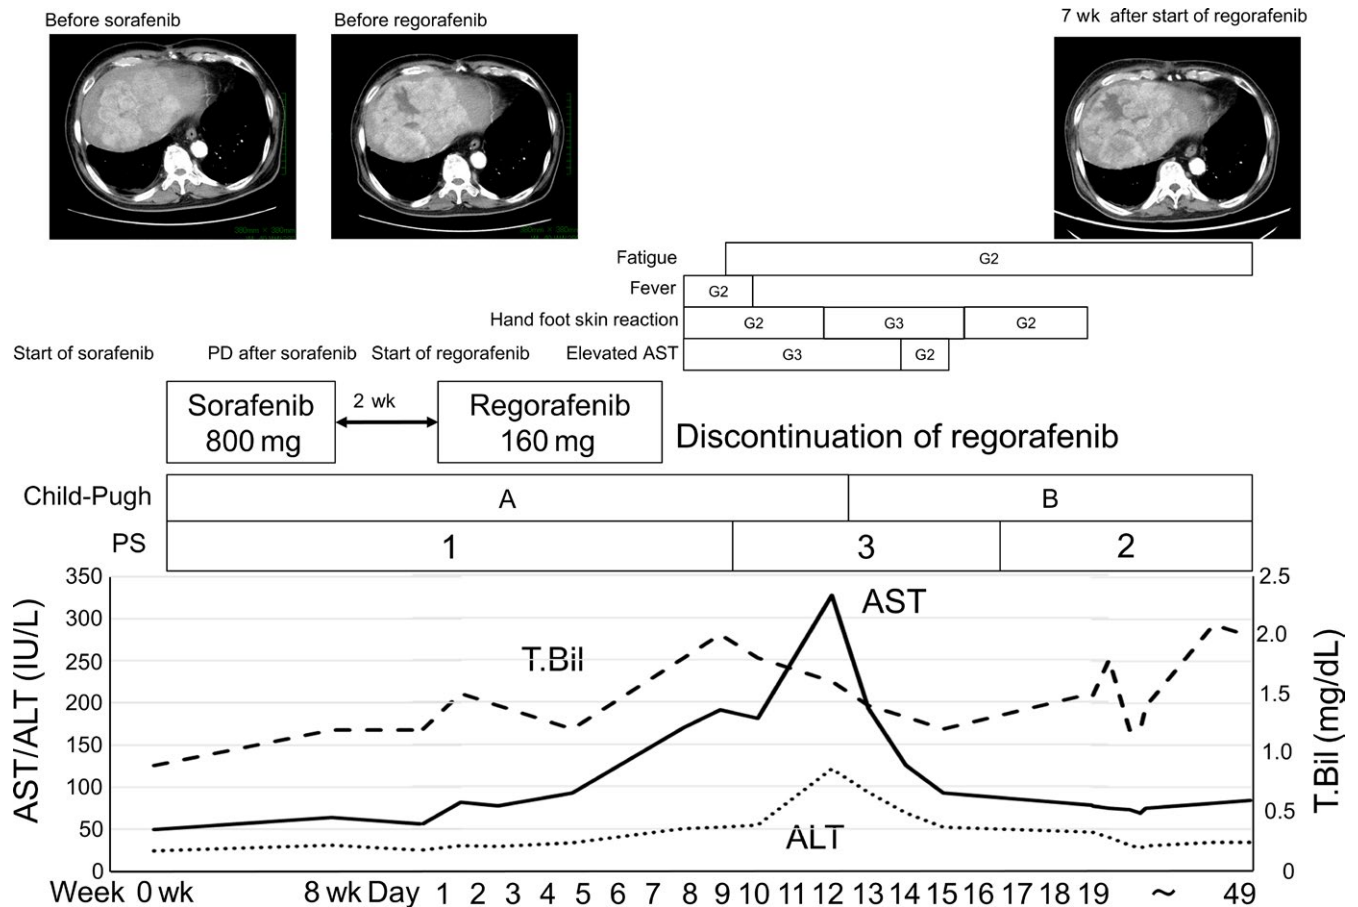 Before sorafenib
Before regorafenib
7 wk after start of regorafenib
Fatigue
G2
Fever
G2
Hand foot skin reaction
G2
G3
G2
Start of sorafenib
PD after sorafenib
Start of regorafenib
Elevated AST
G3
G2
Sorafenib
800 mg
2 wk
Regorafenib
160 mg
Discontinuation of regorafenib
Child-Pugh
A
B
PS
1
3
2
AST/ALT (IU/L)
350
300
250
200
150
100
50
0
T.Bil
AST
ALT
2.5
2.0
1.5
1.0
0.5
0
T.Bil (mg/dL)
Week 0 wk 8 wk Day 1 2 3 4 5 6 7 8 9 10 11 12 13 14 15 16 17 18 19 ~ 49